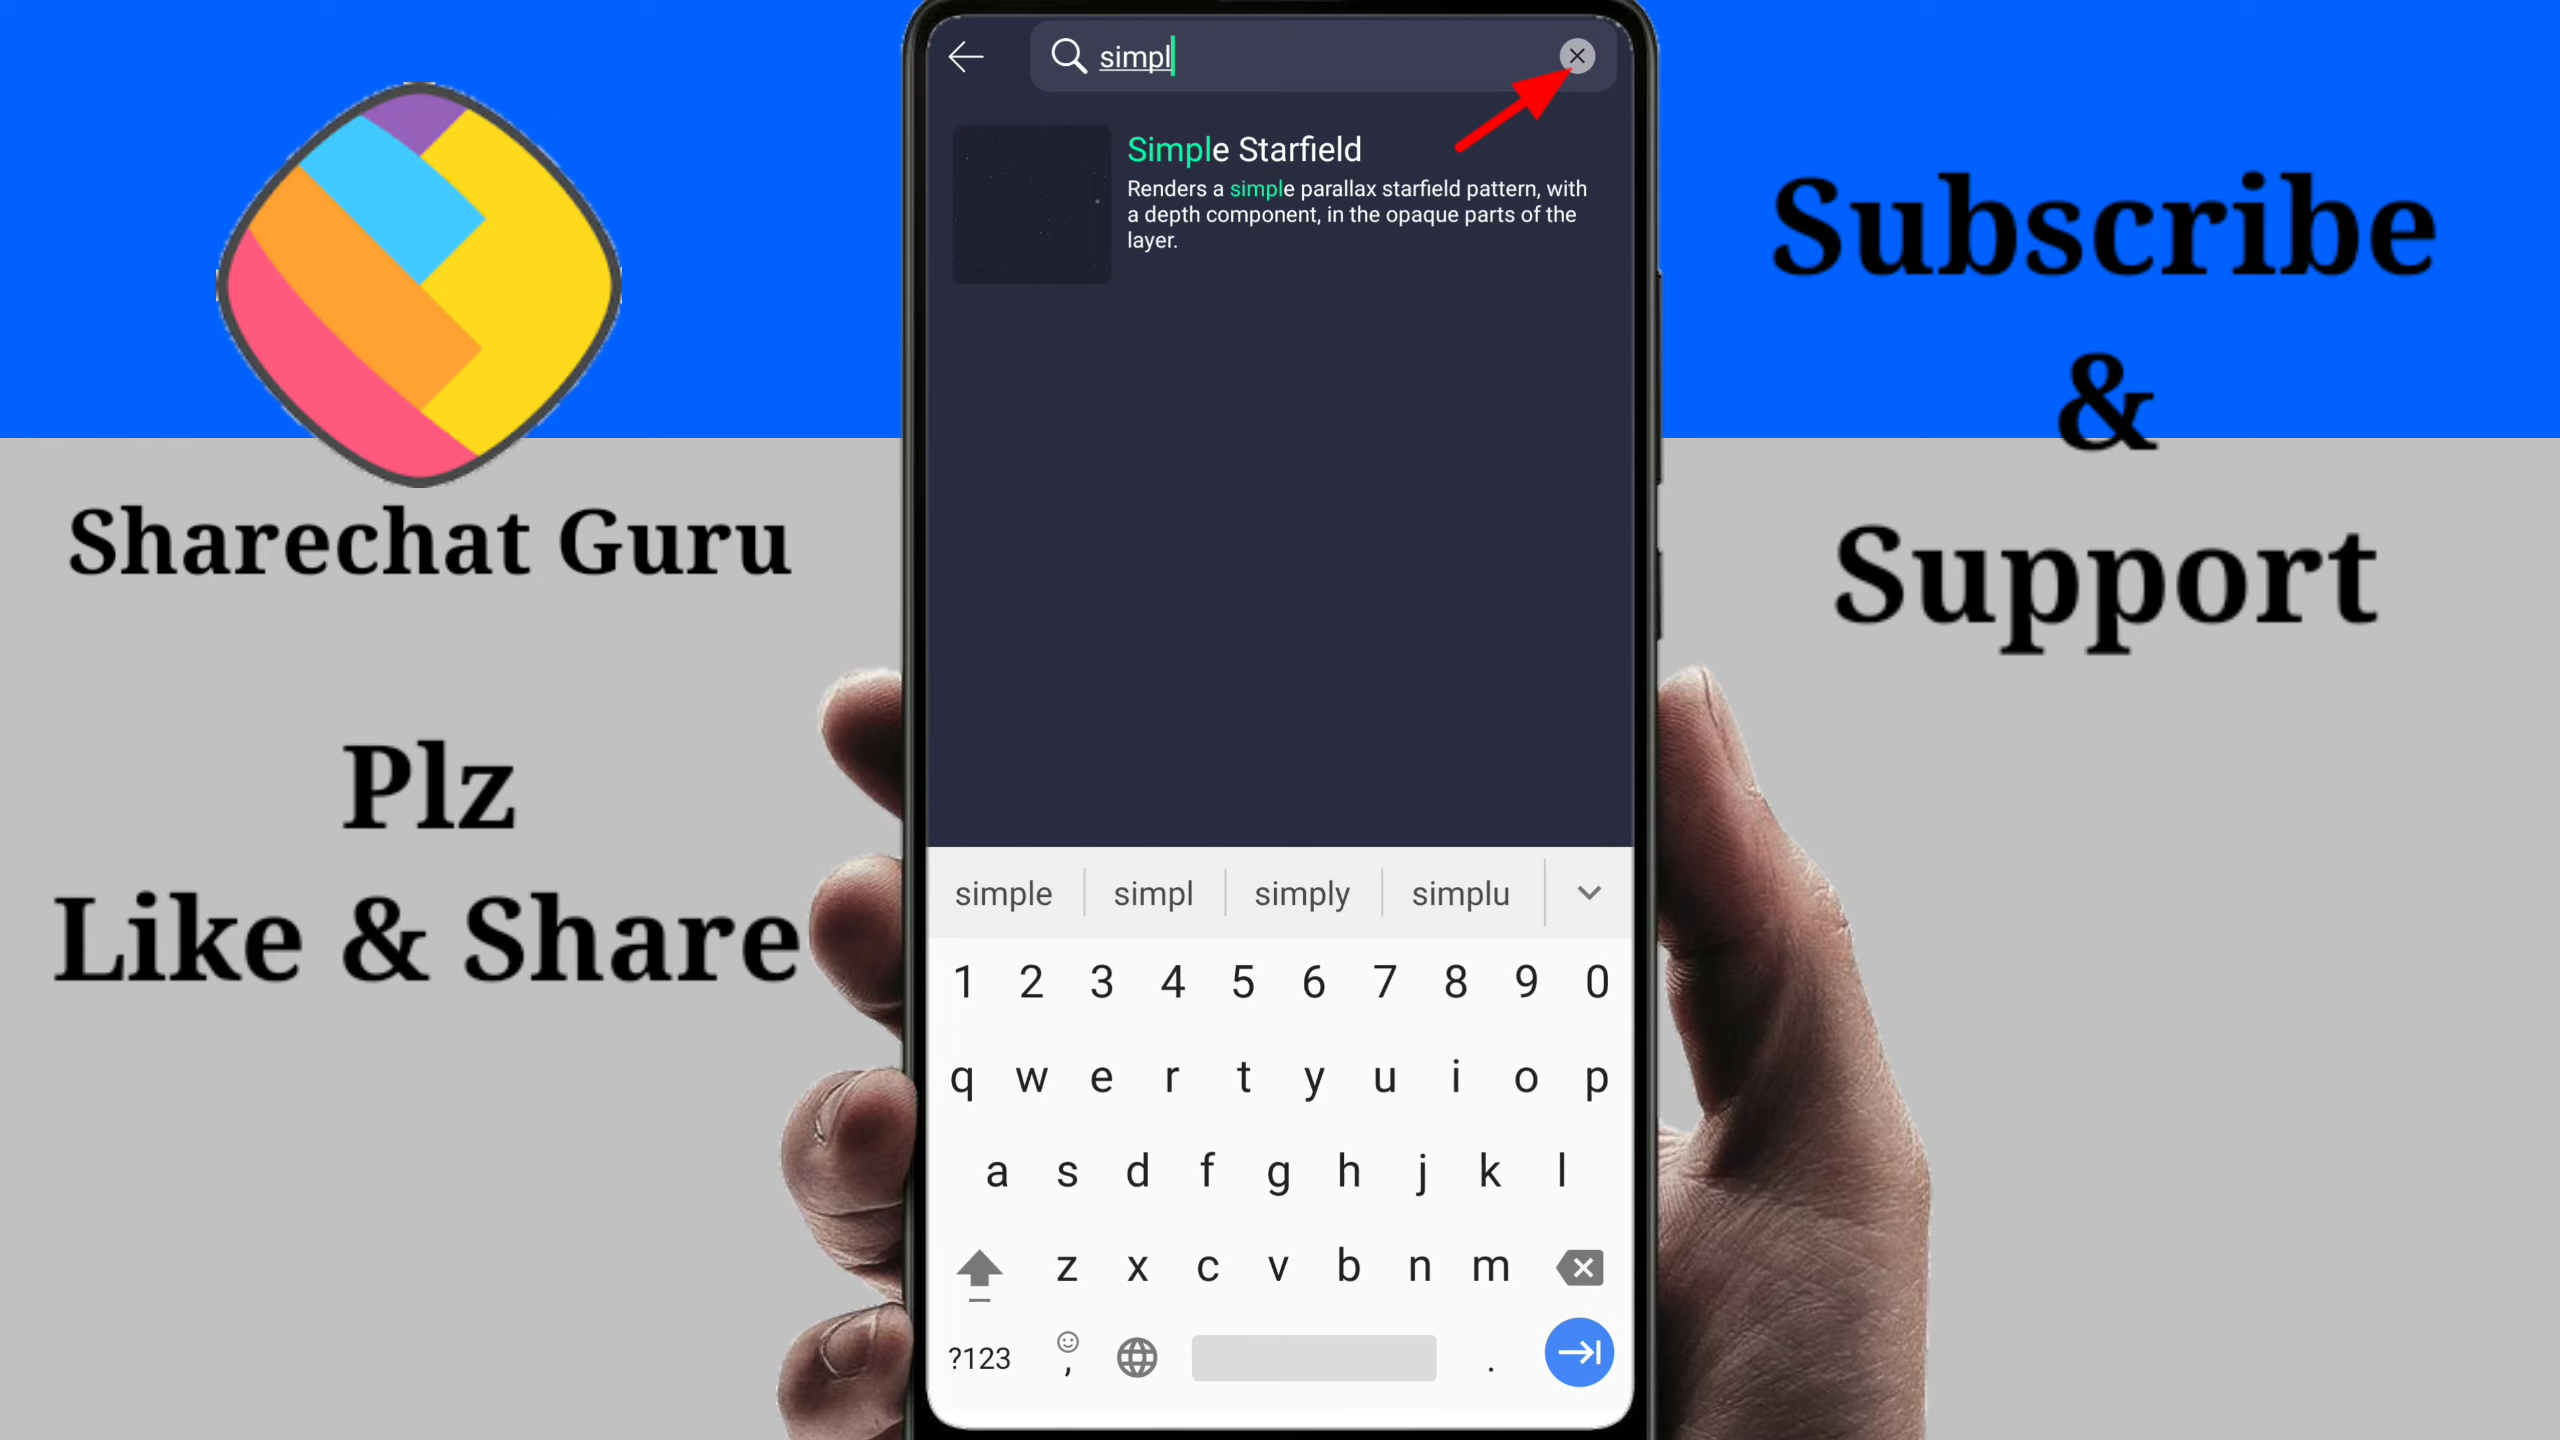 simpl
Simple Starfield
Renders a simple parallax starfield pattern, with
a depth component, in the opaque parts of the
layer.
Subscribe
&
Support
Sharechat Guru
Plz
Like & Share
simple simpl simply simplu
1 2 3 4 5 6 7 8 9 0
q w e r t y u i o p
a s d f g h j k l
z x c v b n m
?123 , .